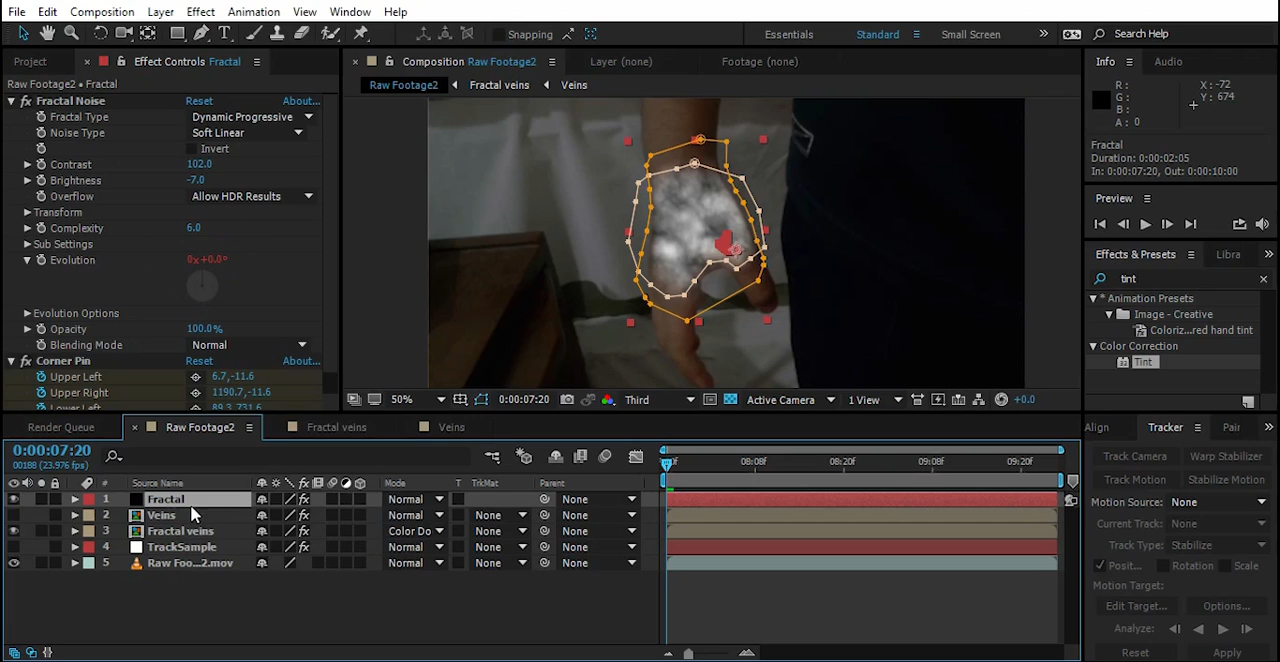 File Edit Composition Layer Effect Animation View Window Help
Snapping Essentials Standard Small Screen Search Help
Project Effect Controls Fractal Composition Raw Footage2 Layer (none) Footage (none) Info Audio
Raw Footage2 • Fractal Raw Footage2 Fractal veins Veins
R : X : -72
G : Y : 674
B :
A : 0
fx Fractal Noise Reset About...
Fractal Type Dynamic Progressive
Noise Type Soft Linear
Invert
Contrast 102.0
Brightness -7.0
Overflow Allow HDR Results
Transform
Complexity 6.0
Sub Settings
Evolution 0x+0.0°
Evolution Options
Opacity 100.0%
Blending Mode Normal
fx Corner Pin Reset About...
Upper Left 6.7,-11.6
Upper Right 1190.7,-11.6
Lower Left 89.3,731.6
Fractal
Duration: 0:00:02:05
In: 0:00:07:20, Out: 0:00:10:00
Preview
Effects & Presets Libra
tint
* Animation Presets
Image - Creative
Coloriz...red hand tint
Color Correction
Tint
50% 0:00:07:20 Third Active Camera 1 View +0.0
Render Queue Raw Footage2 Fractal veins Veins Align Tracker Pair
0:00:07:20
00188 (23.976 fps)
0f 08:08f 08:20f 09:08f 09:20f
# Source Name fx Mode T TrkMat Parent
1 Fractal fx Normal None
2 Veins fx Normal None None
3 Fractal veins fx Color Do None None
4 TrackSample fx Normal None None
5 Raw Foo...2.mov Normal None None
Track Camera Warp Stabilizer
Track Motion Stabilize Motion
Motion Source: None
Current Track: None
Track Type: Stabilize
Posit... Rotation Scale
Motion Target:
Edit Target... Options...
Analyze:
Reset Apply